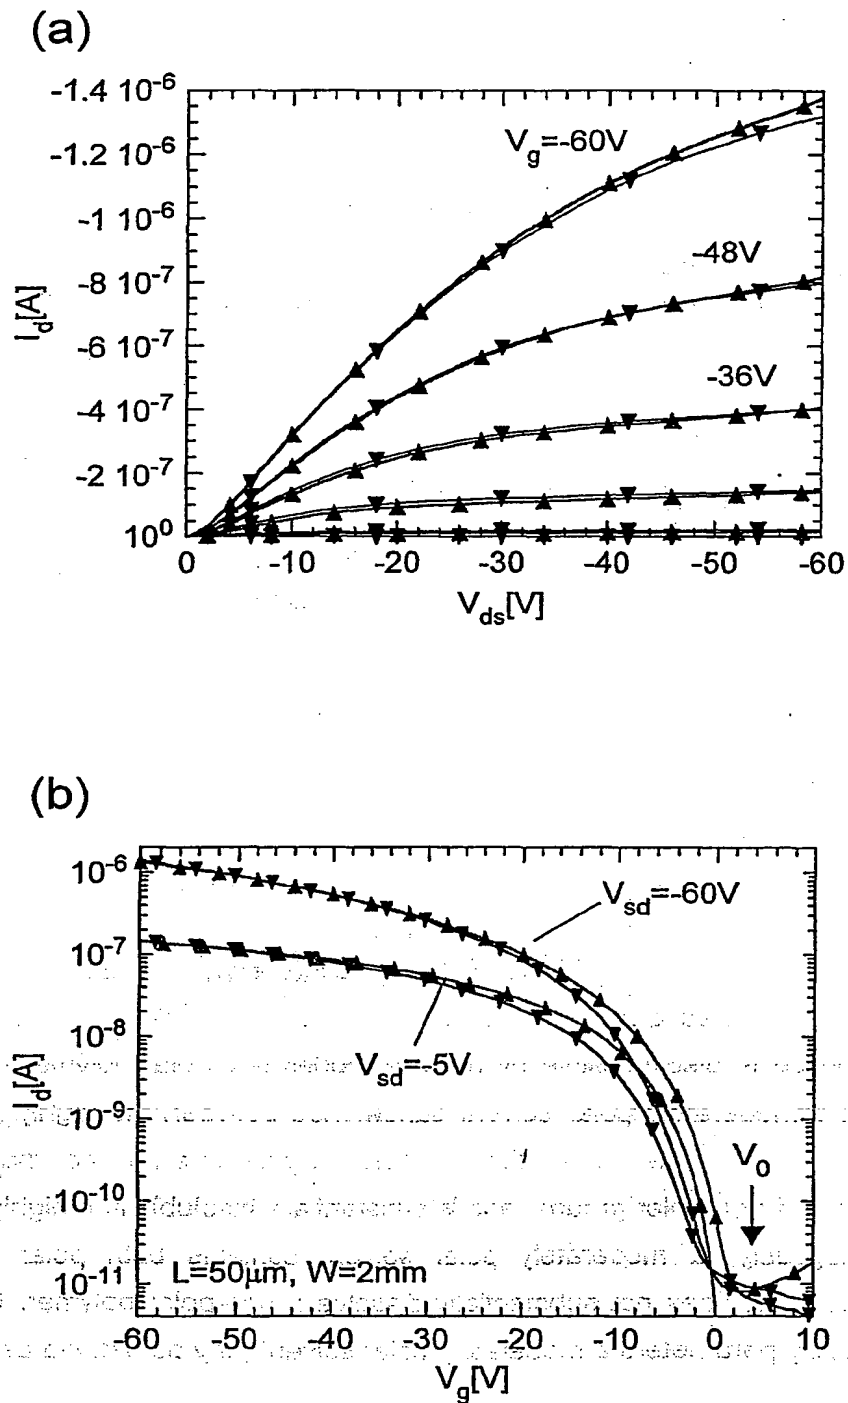 (a)
-1.4 10⁻⁶
-1.2 10⁻⁶
-1 10⁻⁶
-8 10⁻⁷
-6 10⁻⁷
-4 10⁻⁷
-2 10⁻⁷
10⁰
I_d[A]
V_g=-60V
-48V
-36V
0 -10 -20 -30 -40 -50 -60
V_ds[V]
(b)
10⁻⁶
10⁻⁷
10⁻⁸
10⁻⁹
10⁻¹⁰
10⁻¹¹
I_d[A]
V_sd=-60V
V_sd=-5V
V_0
L=50μm, W=2mm
-60 -50 -40 -30 -20 -10 0 10
V_g[V]